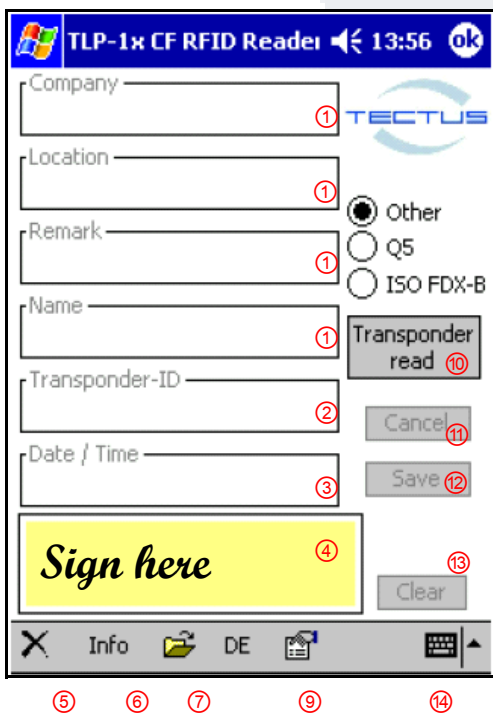 TLP-1x CF RFID Reader 13:56 ok
Company
①
TECTUS
Location
①
Other
Remark
①
Q5
ISO FDX-B
Name
①
Transponder
read ⑩
Transponder-ID
②
Cancel ⑪
Date / Time
③
Save ⑫
Sign here ④
⑬
Clear
Info DE
⑤ ⑥ ⑦ ⑨ ⑭